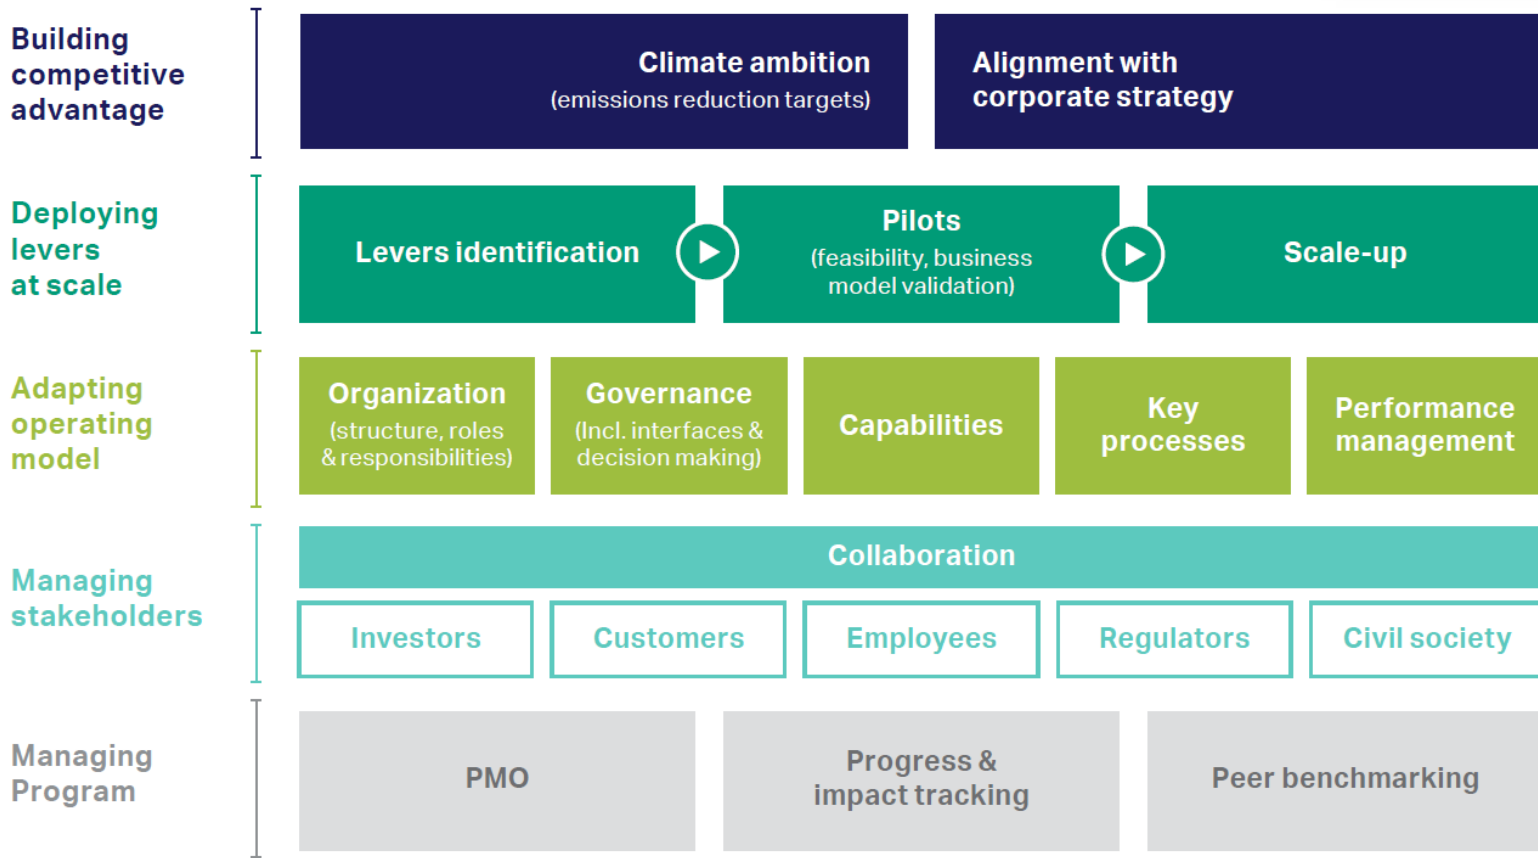 Building
competitive
advantage
Climate ambition
(emissions reduction targets)
Alignment with
corporate strategy
Deploying
levers
at scale
Levers identification
Pilots
(feasibility, business
model validation)
Scale-up
Adapting
operating
model
Organization
(structure, roles
& responsibilities)
Governance
(Incl. interfaces &
decision making)
Capabilities
Key
processes
Performance
management
Managing
stakeholders
Collaboration
Investors
Customers
Employees
Regulators
Civil society
Managing
Program
PMO
Progress &
impact tracking
Peer benchmarking